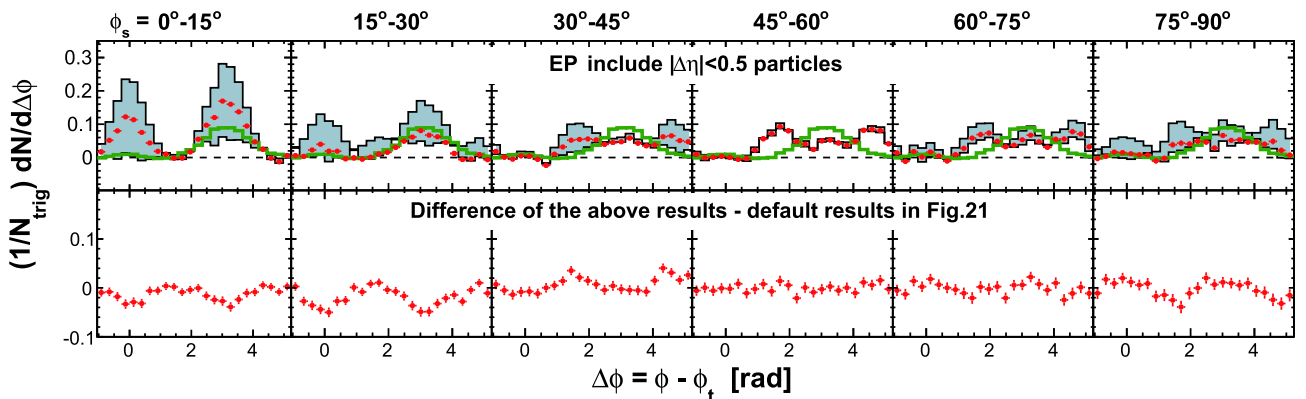 ϕs = 0°-15° 15°-30° 30°-45° 45°-60° 60°-75° 75°-90°
EP include |Δη|<0.5 particles
0.3
0.2
0.1
0
Difference of the above results - default results in Fig.21
0.1
0
-0.1
(1/Ntrig) dN/dΔϕ
0 2 4 0 2 4 0 2 4 0 2 4 0 2 4 0 2 4
Δϕ = ϕ - ϕt [rad]